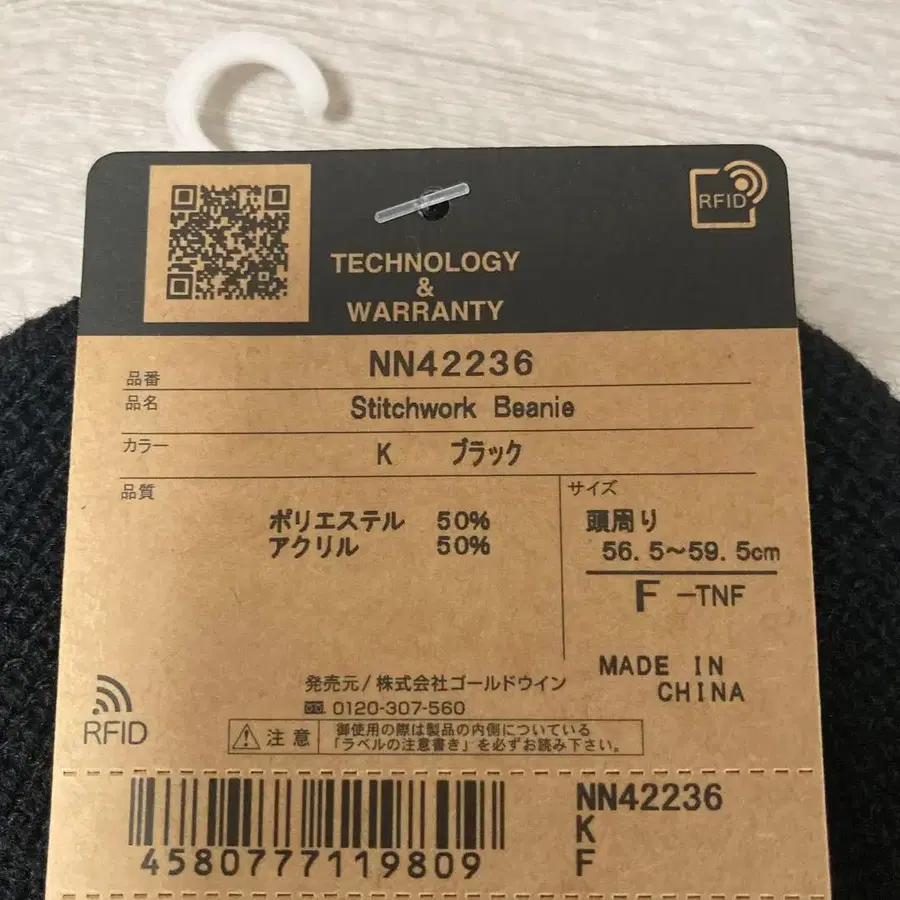 RFID
TECHNOLOGY
&
WARRANTY
品番 NN42236
品名 Stitchwork Beanie
カラー K ブラック
品質
ポリエステル 50%
アクリル 50%
サイズ
頭周り
56.5~59.5cm
F -TNF
MADE IN
CHINA
RFID
発売元/株式会社ゴールドウイン
0120-307-560
注意
御使用の際は製品の内側についている
「ラベルの注意書き」を必ずお読み下さい。
4580777119809
NN42236
K
F